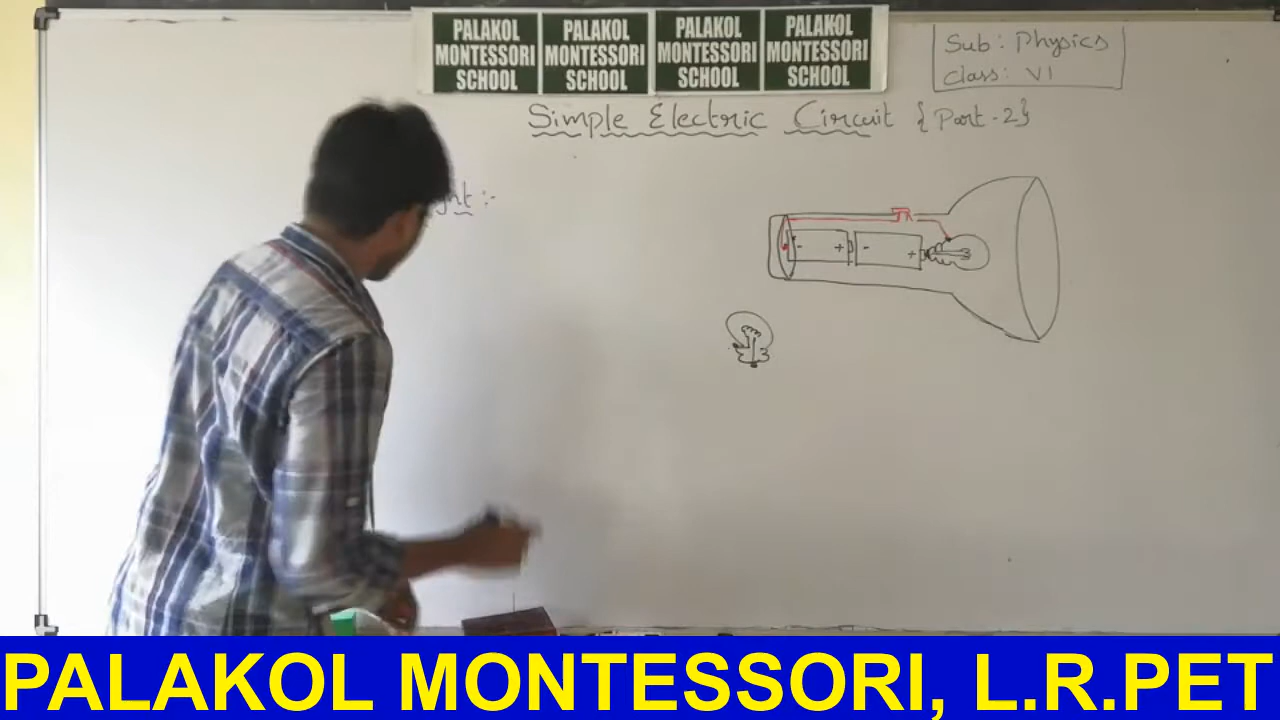 PALAKOL MONTESSORI SCHOOL
PALAKOL MONTESSORI SCHOOL
PALAKOL MONTESSORI SCHOOL
PALAKOL MONTESSORI SCHOOL
Sub: Physics
Class: VI
Simple Electric Circuit {Part-2}
ght :-
- + - +
PALAKOL MONTESSORI, L.R.PET